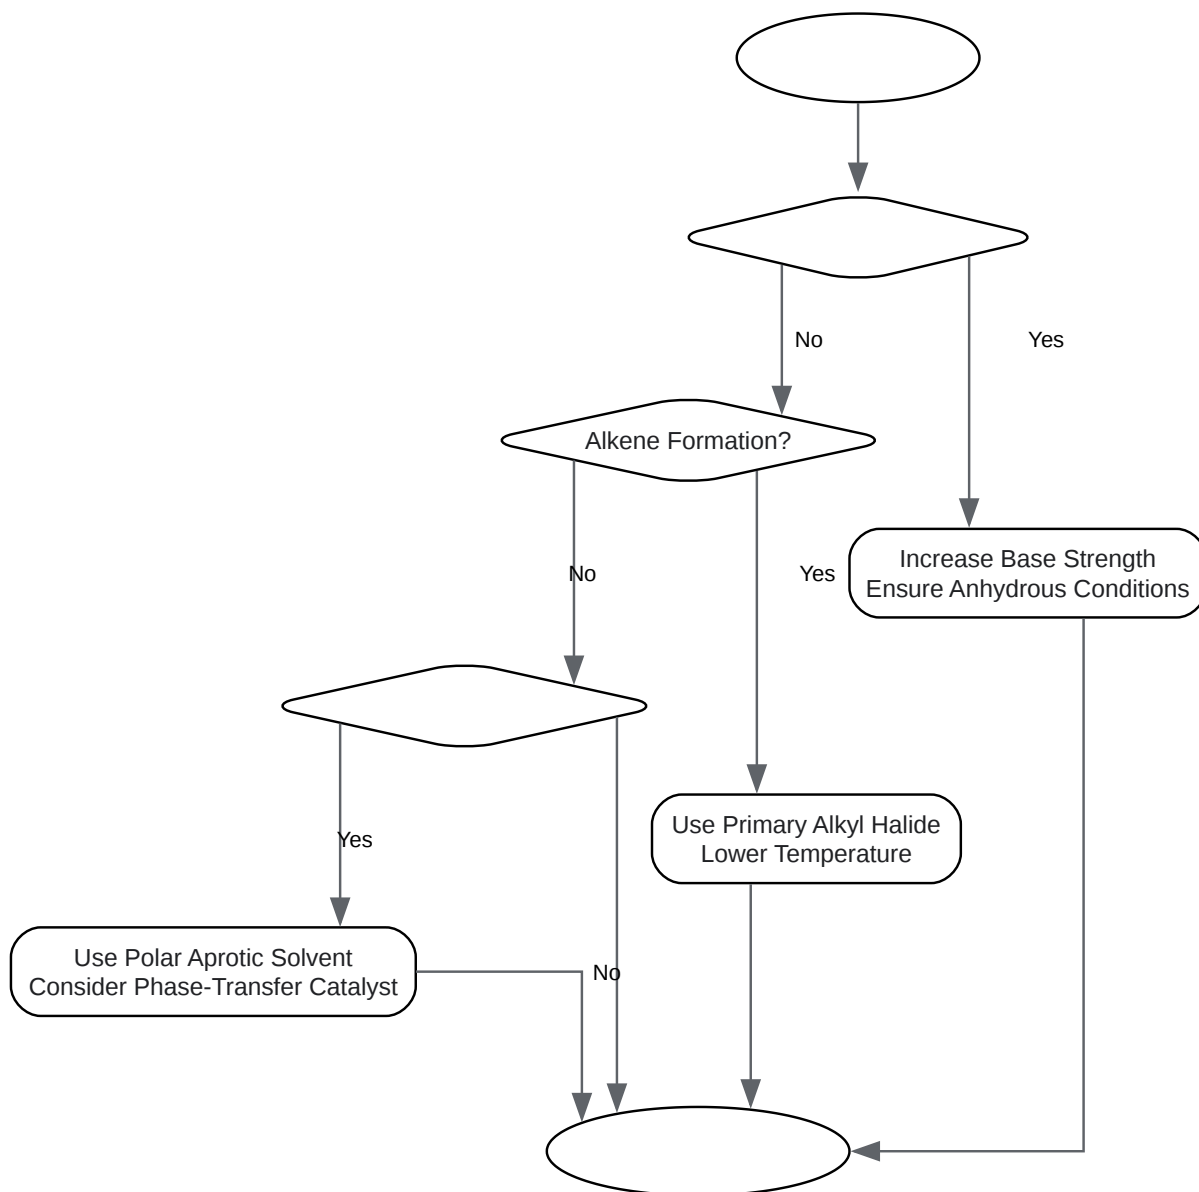 No
Yes
Alkene Formation?
No
Yes
Increase Base Strength
Ensure Anhydrous Conditions
Yes
Use Primary Alkyl Halide
Lower Temperature
Use Polar Aprotic Solvent
Consider Phase-Transfer Catalyst
No